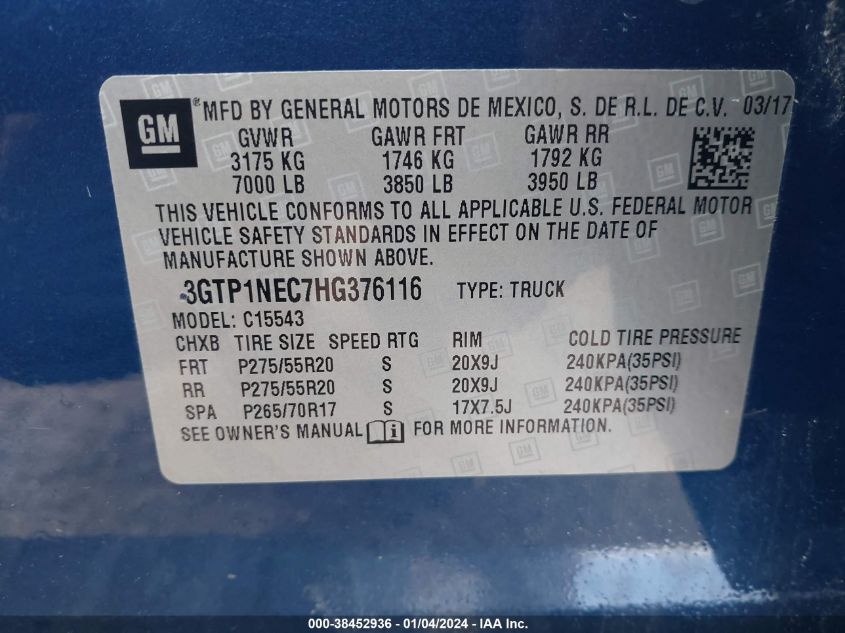 GM ® MFD BY GENERAL MOTORS DE MEXICO, S. DE R.L. DE C.V. 03/17
GVWR GAWR FRT GAWR RR
3175 KG 1746 KG 1792 KG
7000 LB 3850 LB 3950 LB
THIS VEHICLE CONFORMS TO ALL APPLICABLE U.S. FEDERAL MOTOR
VEHICLE SAFETY STANDARDS IN EFFECT ON THE DATE OF
MANUFACTURE SHOWN ABOVE.
3GTP1NEC7HG376116 TYPE: TRUCK
MODEL: C15543
CHXB TIRE SIZE SPEED RTG RIM COLD TIRE PRESSURE
FRT P275/55R20 S 20X9J 240KPA(35PSI)
RR P275/55R20 S 20X9J 240KPA(35PSI)
SPA P265/70R17 S 17X7.5J 240KPA(35PSI)
SEE OWNER'S MANUAL i FOR MORE INFORMATION.
000-38452936 - 01/04/2024 - IAA Inc.